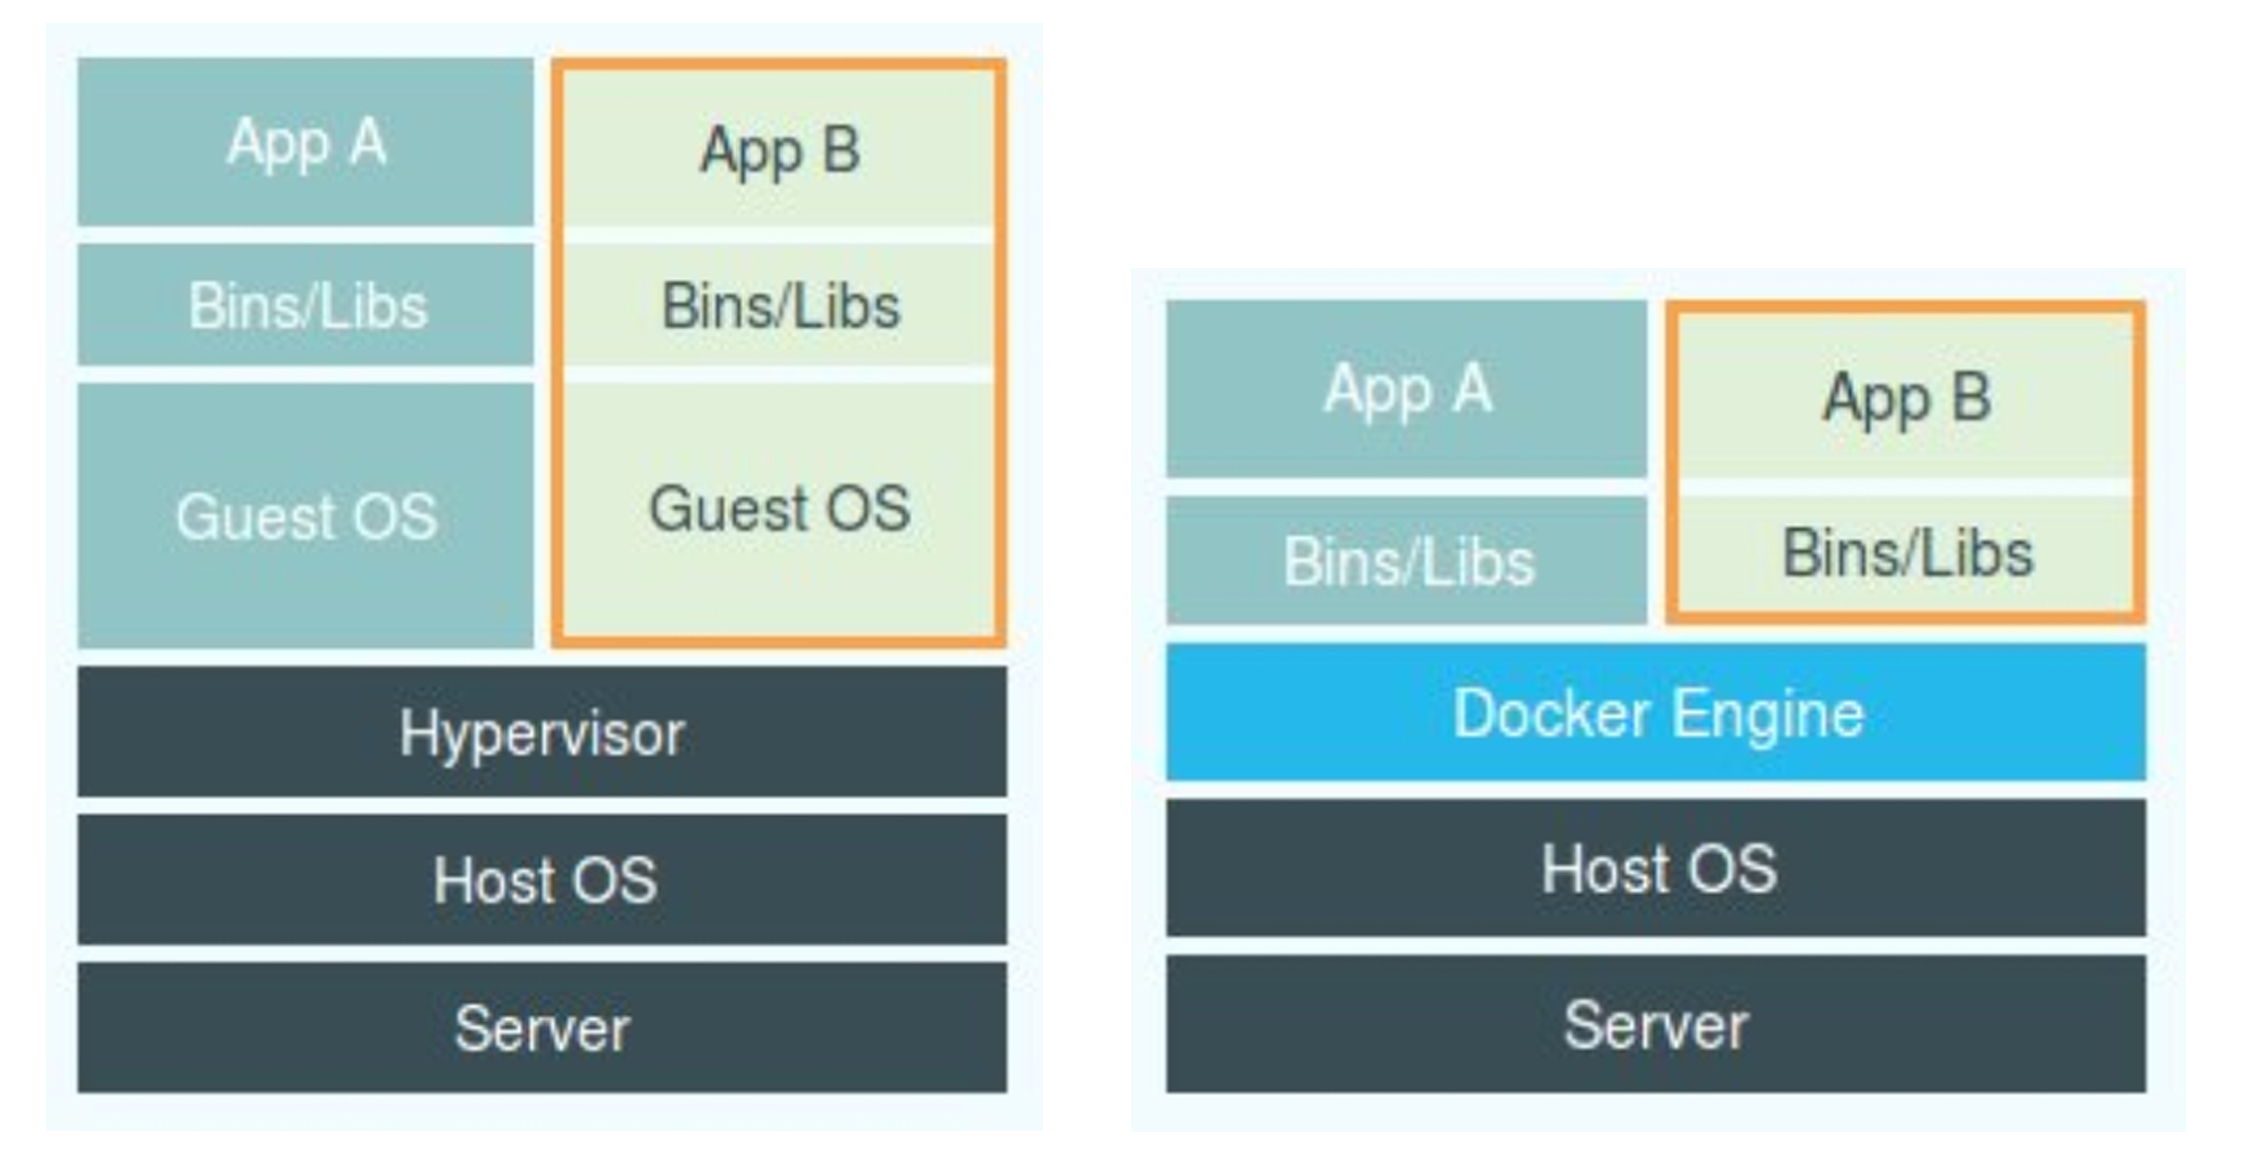 App A
App B
Bins/Libs
Bins/Libs
Guest OS
Guest OS
Hypervisor
Host OS
Server
App A
App B
Bins/Libs
Bins/Libs
Docker Engine
Host OS
Server